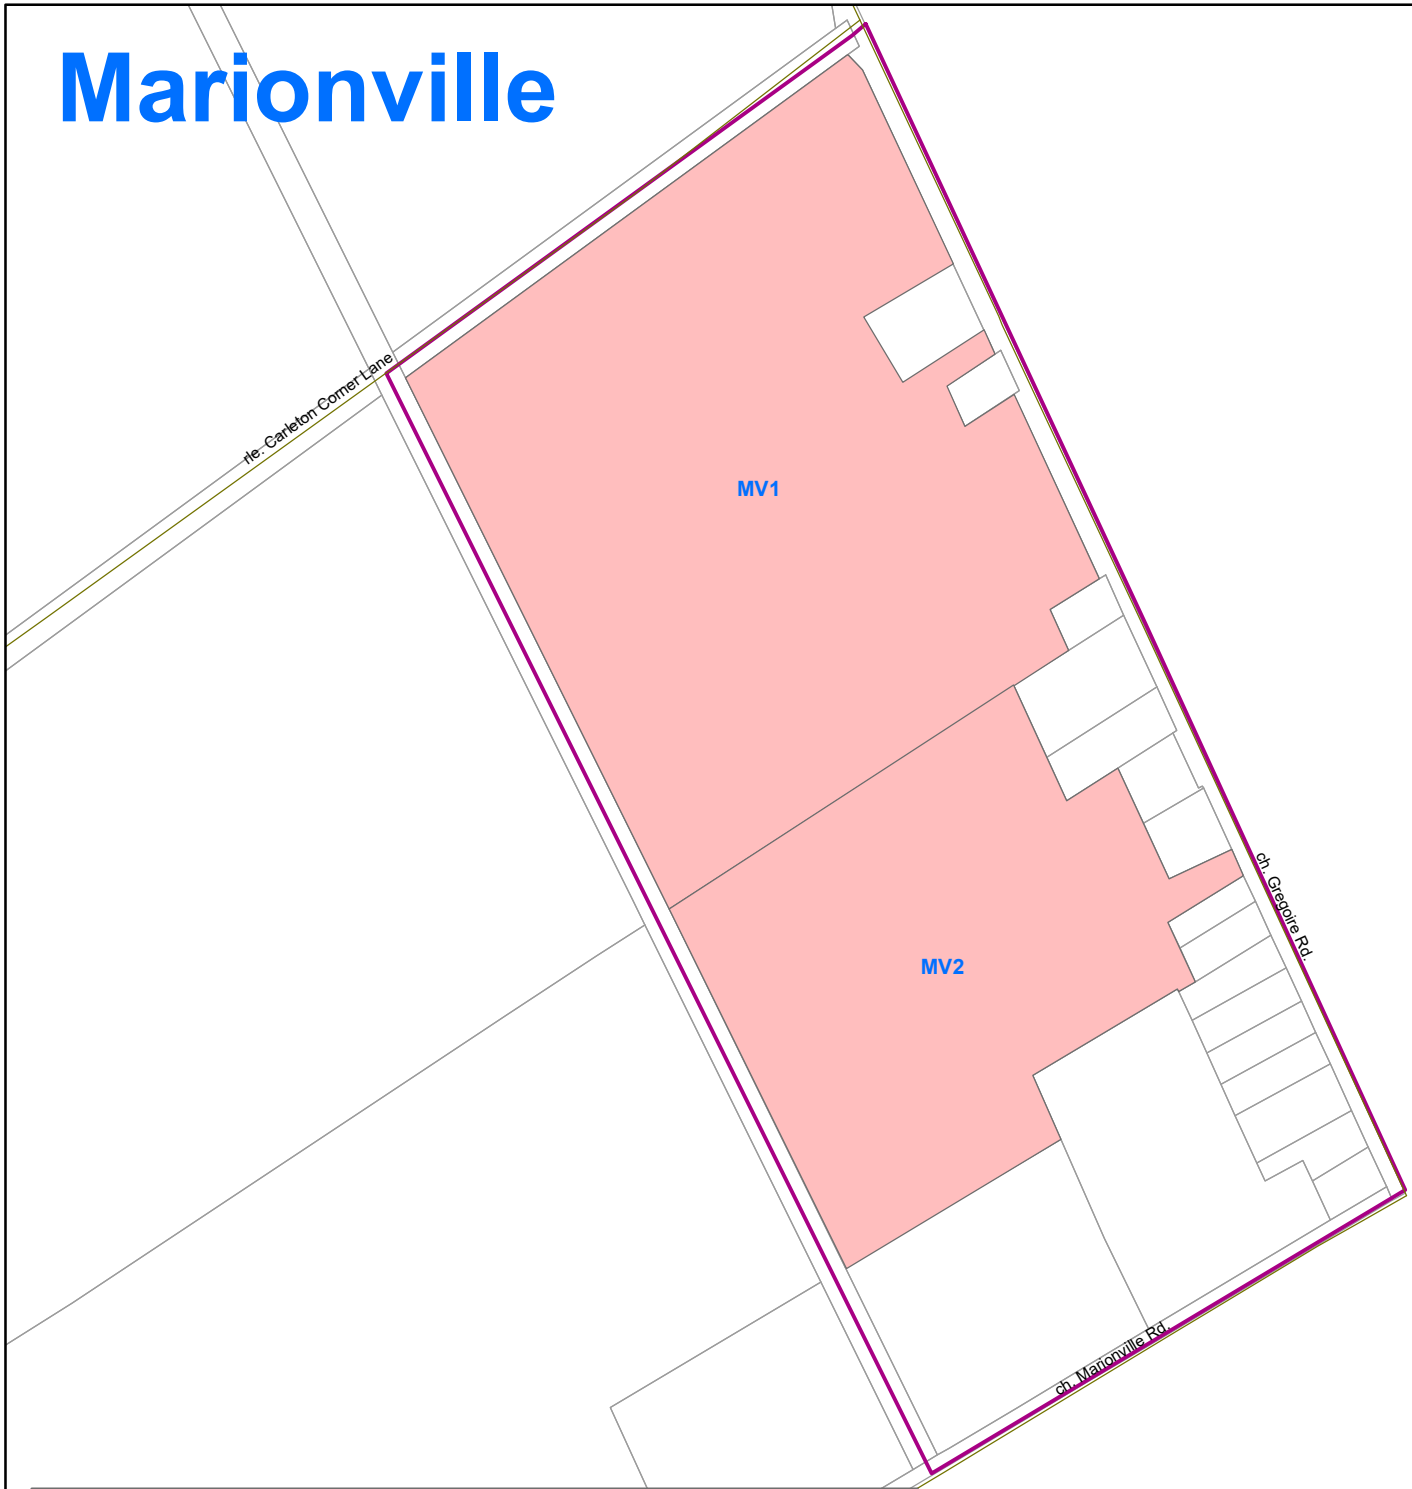 Marionville
rle. Carleton Corner Lane
MV1
ch. Gregoire Rd.
MV2
ch. Marionville Rd.